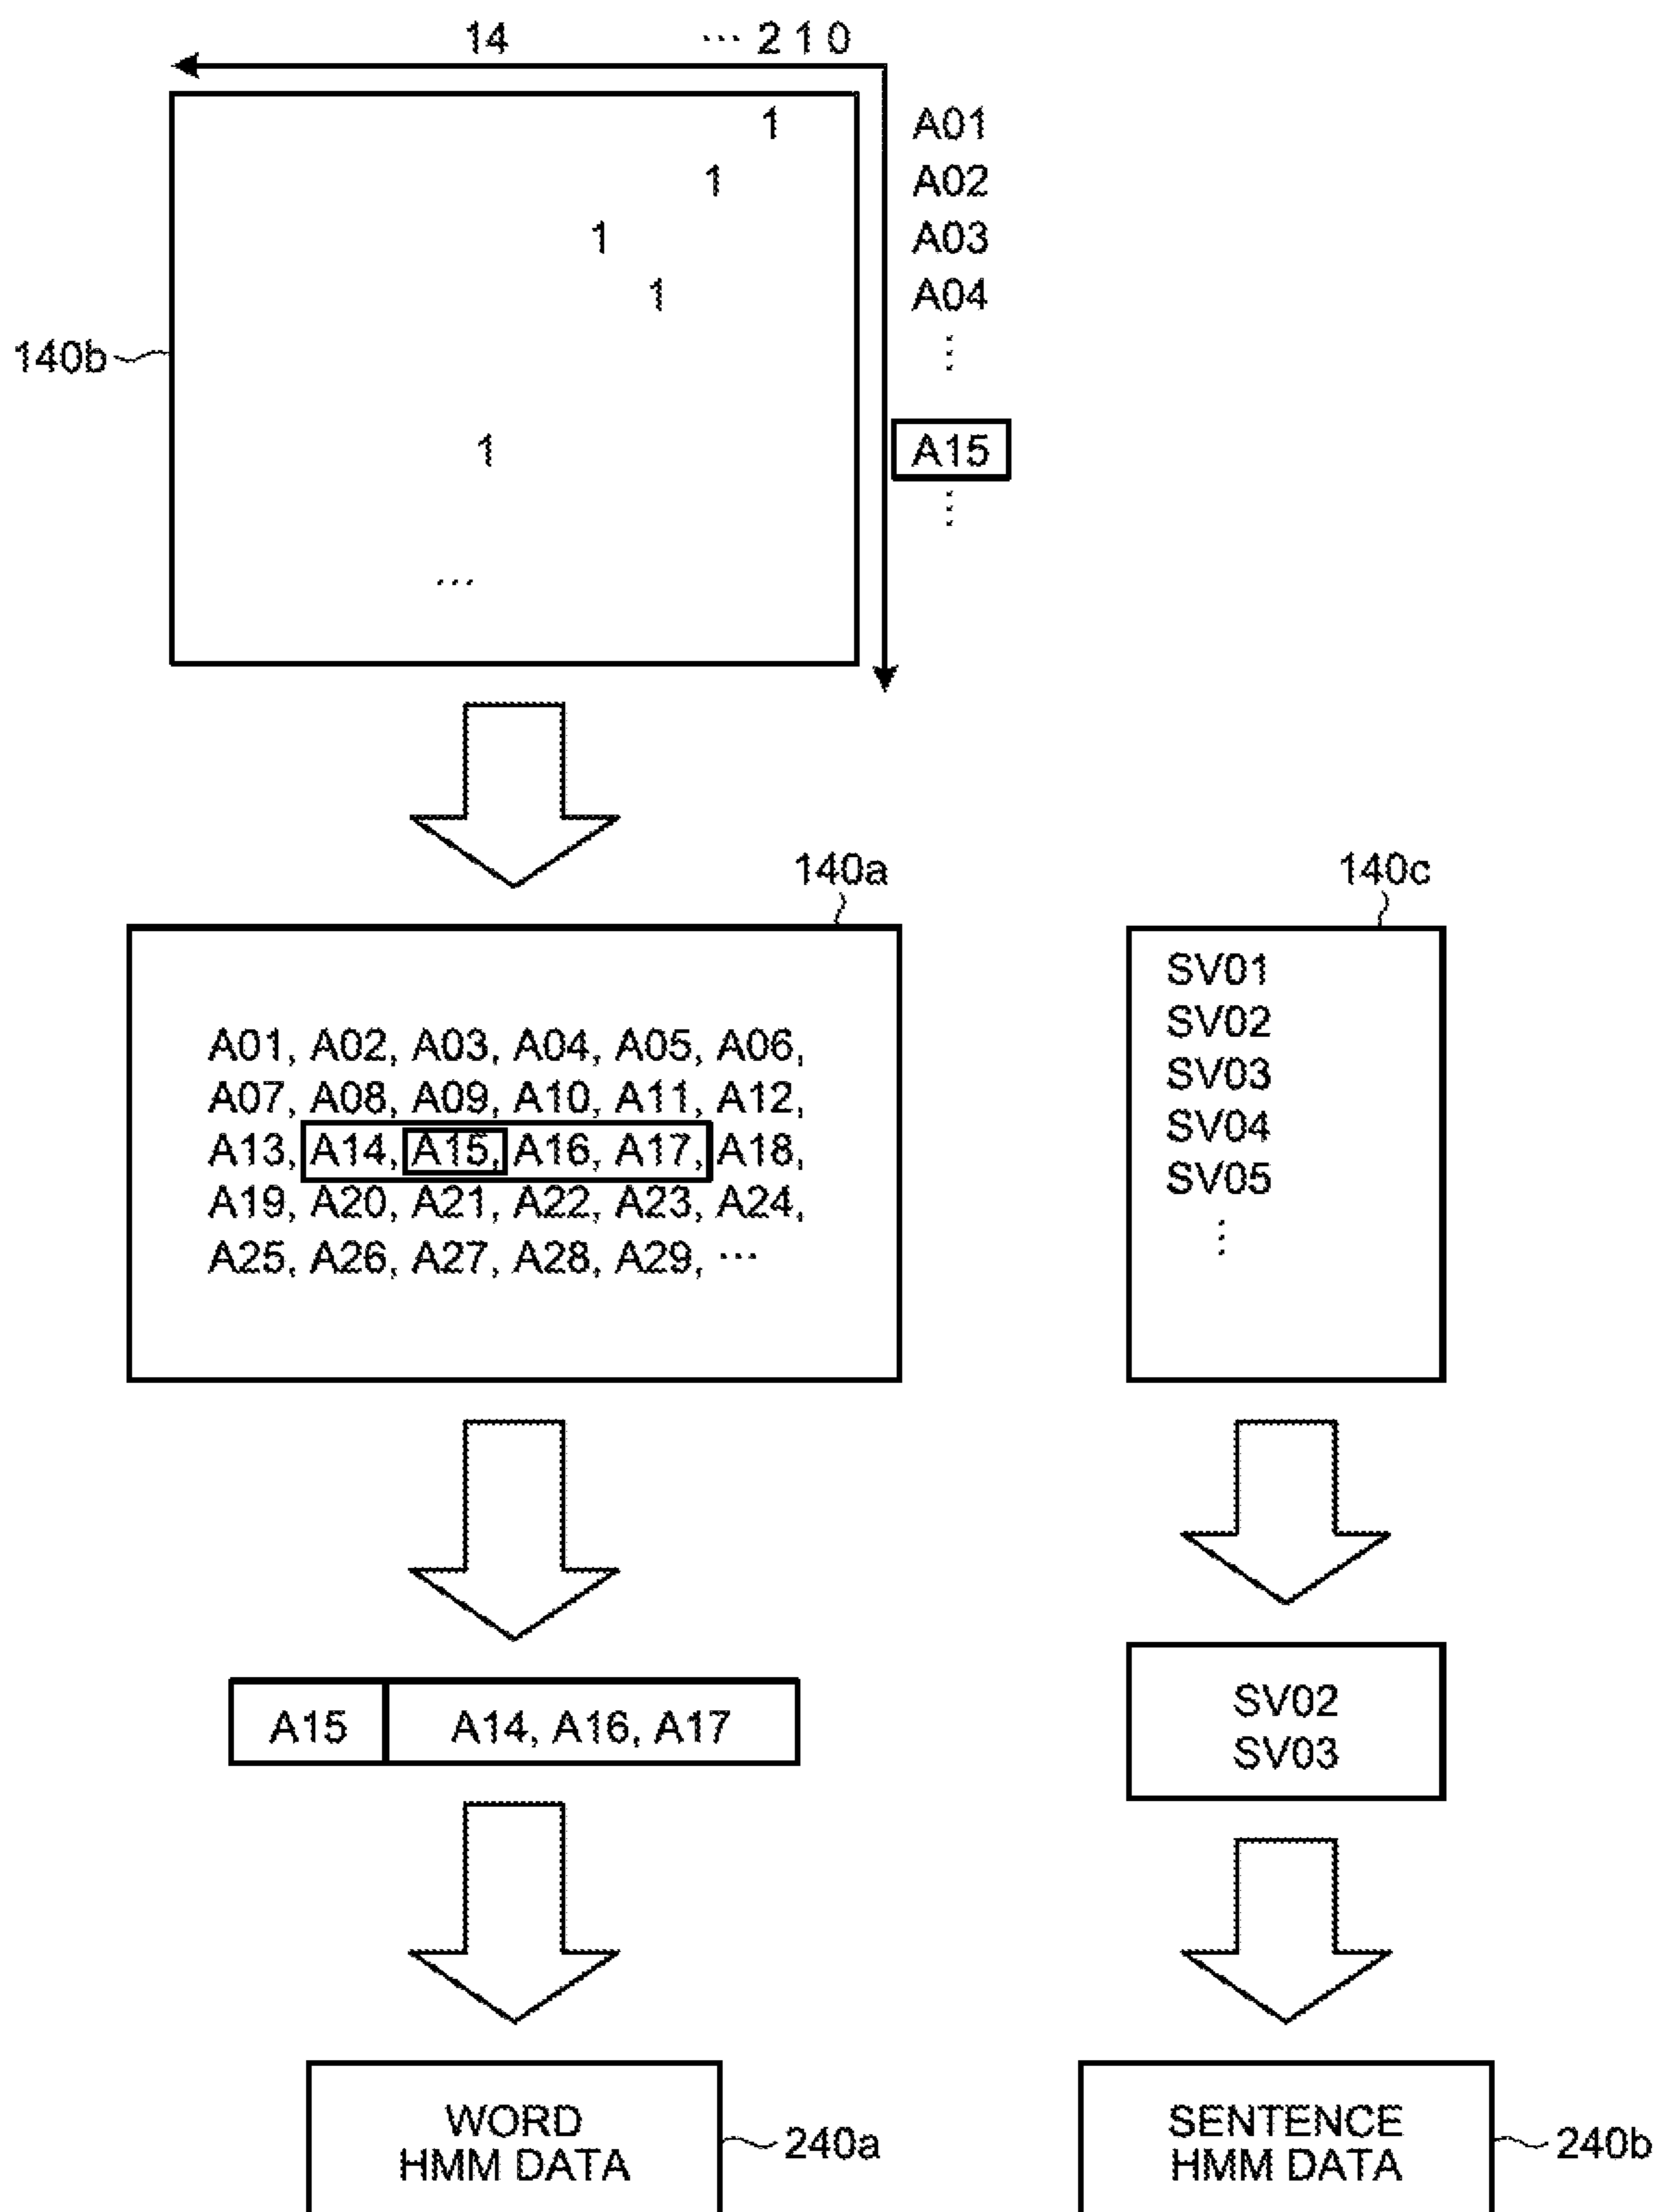 14 ... 2 1 0
1 A01
1 A02
1 A03
1 A04
⋮
140b
1 A15
⋮
...
140a
140c
A01, A02, A03, A04, A05, A06,
A07, A08, A09, A10, A11, A12,
A13, A14, A15, A16, A17, A18,
A19, A20, A21, A22, A23, A24,
A25, A26, A27, A28, A29, ...
SV01
SV02
SV03
SV04
SV05
⋮
A15 A14, A16, A17
SV02
SV03
WORD
HMM DATA
240a
SENTENCE
HMM DATA
240b